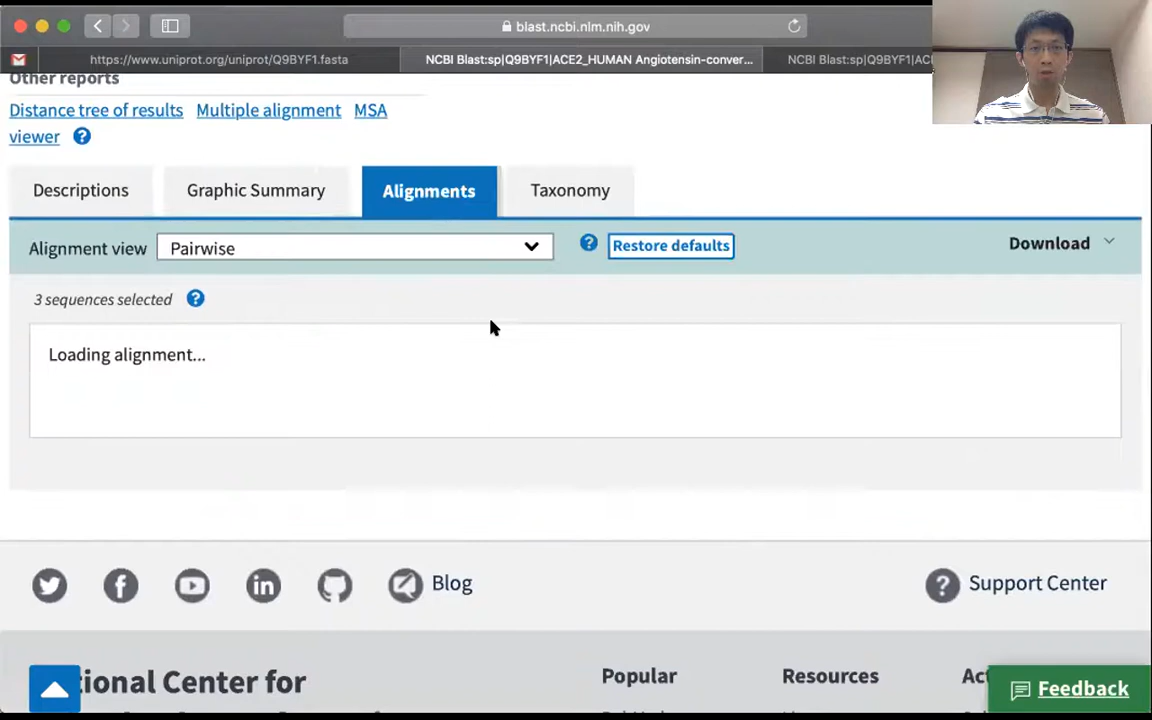 blast.ncbi.nlm.nih.gov
https://www.uniprot.org/uniprot/Q9BYF1.fasta
NCBI Blast:sp|Q9BYF1|ACE2_HUMAN Angiotensin-conver...
NCBI Blast:sp|Q9BYF1|ACE
Other reports
Distance tree of results Multiple alignment MSA
viewer ?
Descriptions Graphic Summary Alignments Taxonomy
Alignment view Pairwise ? Restore defaults Download
3 sequences selected ?
Loading alignment...
Blog
? Support Center
tional Center for
Popular
Resources
Act
Feedback